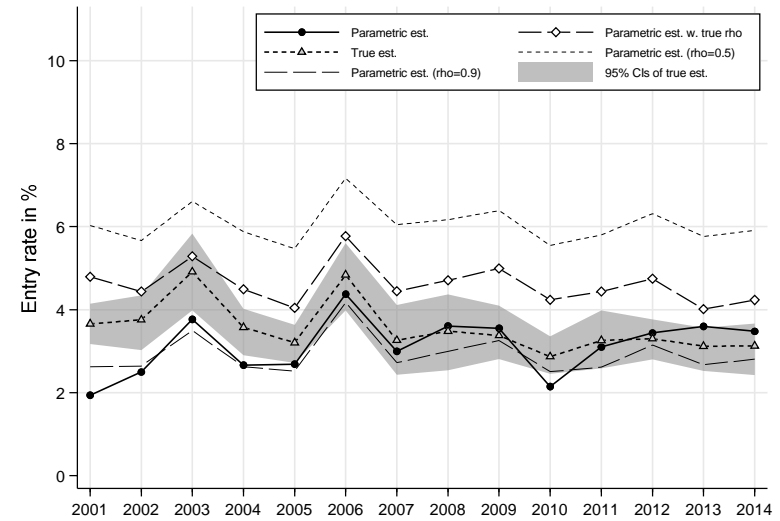 Parametric est.
Parametric est. w. true rho
True est.
Parametric est. (rho=0.5)
Parametric est. (rho=0.9)
95% CIs of true est.
Entry rate in %
10
8
6
4
2
0
2001 2002 2003 2004 2005 2006 2007 2008 2009 2010 2011 2012 2013 2014